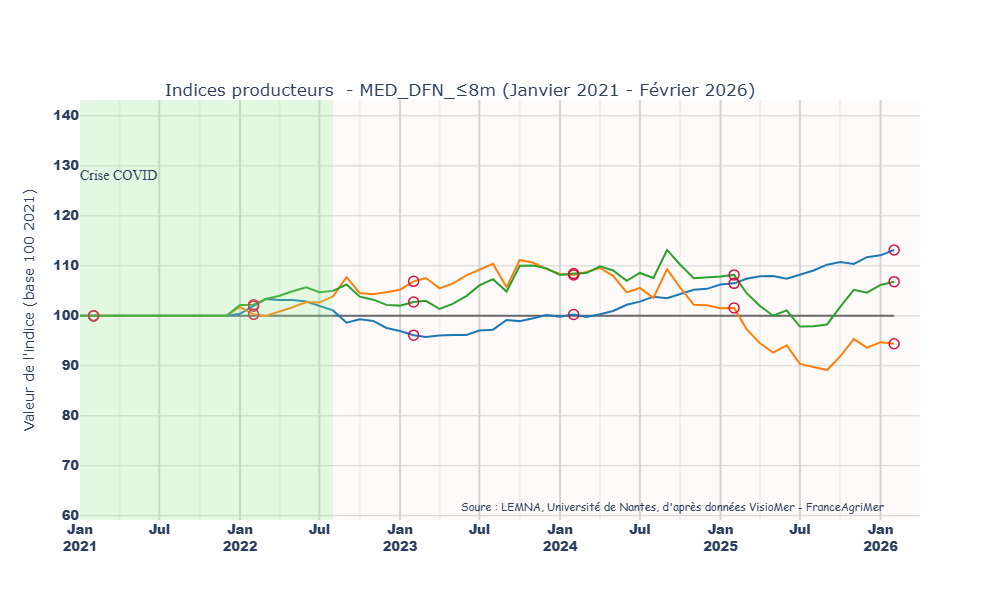 Indices producteurs - MED_DFN_≤8m (Janvier 2021 - Février 2026)
Valeur de l'indice (base 100 2021)
140
130
120
110
100
90
80
70
60
Crise COVID
Soure : LEMNA, Université de Nantes, d'après données VisioMer - FranceAgriMer
Jan Jul Jan Jul Jan Jul Jan Jul Jan Jul Jan
2021 2022 2023 2024 2025 2026